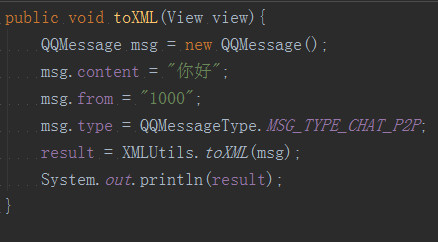 public void toXML(View view){
QQMessage msg = new QQMessage();
msg.content = "你好";
msg.from = "1000";
msg.type = QQMessageType.MSG_TYPE_CHAT_P2P;
result = XMLUtils.toXML(msg);
System.out.println(result);
}